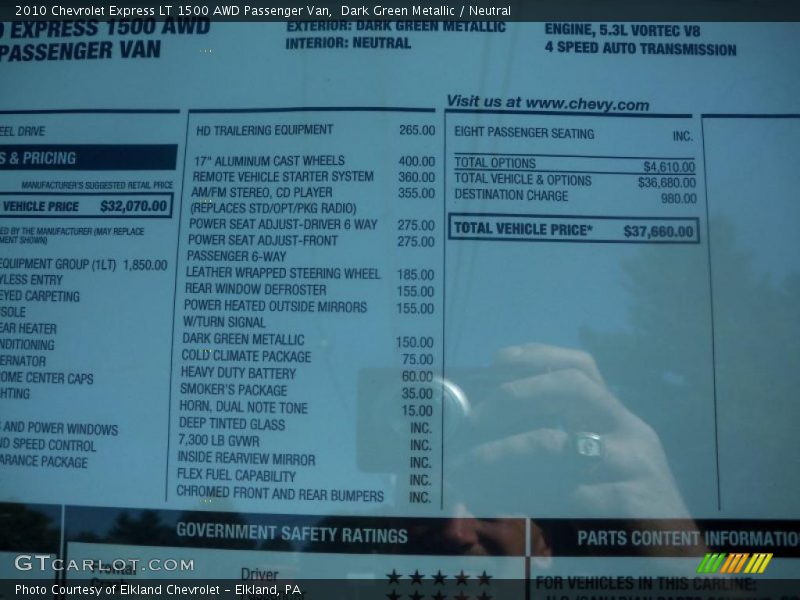 2010 Chevrolet Express LT 1500 AWD Passenger Van, Dark Green Metallic / Neutral
EXPRESS 1500 AWD
PASSENGER VAN
EXTERIOR: DARK GREEN METALLIC
INTERIOR: NEUTRAL
ENGINE, 5.3L VORTEC V8
4 SPEED AUTO TRANSMISSION
EEL DRIVE
S & PRICING
MANUFACTURER'S SUGGESTED RETAIL PRICE
VEHICLE PRICE $32,070.00
ED BY THE MANUFACTURER (MAY REPLACE
MENT SHOWN)
EQUIPMENT GROUP (1LT) 1,850.00
YLESS ENTRY
EYED CARPETING
SOLE
EAR HEATER
NDITIONING
ERNATOR
OME CENTER CAPS
HTING
S AND POWER WINDOWS
ND SPEED CONTROL
ARANCE PACKAGE
HD TRAILERING EQUIPMENT 265.00
17" ALUMINUM CAST WHEELS 400.00
REMOTE VEHICLE STARTER SYSTEM 360.00
AM/FM STEREO, CD PLAYER 355.00
(REPLACES STD/OPT/PKG RADIO)
POWER SEAT ADJUST-DRIVER 6 WAY 275.00
POWER SEAT ADJUST-FRONT 275.00
PASSENGER 6-WAY
LEATHER WRAPPED STEERING WHEEL 185.00
REAR WINDOW DEFROSTER 155.00
POWER HEATED OUTSIDE MIRRORS 155.00
W/TURN SIGNAL
DARK GREEN METALLIC 150.00
COLD CLIMATE PACKAGE 75.00
HEAVY DUTY BATTERY 60.00
SMOKER'S PACKAGE 35.00
HORN, DUAL NOTE TONE 15.00
DEEP TINTED GLASS INC.
7,300 LB GVWR INC.
INSIDE REARVIEW MIRROR INC.
FLEX FUEL CAPABILITY INC.
CHROMED FRONT AND REAR BUMPERS INC.
Visit us at www.chevy.com
EIGHT PASSENGER SEATING INC.
TOTAL OPTIONS $4,610.00
TOTAL VEHICLE & OPTIONS $36,680.00
DESTINATION CHARGE 980.00
TOTAL VEHICLE PRICE* $37,660.00
GOVERNMENT SAFETY RATINGS
PARTS CONTENT INFORMATIO
Frontal
Driver ★★★★★
FOR VEHICLES IN THIS CARLINE:
GTCARLOT.COM
Photo Courtesy of Elkland Chevrolet - Elkland, PA